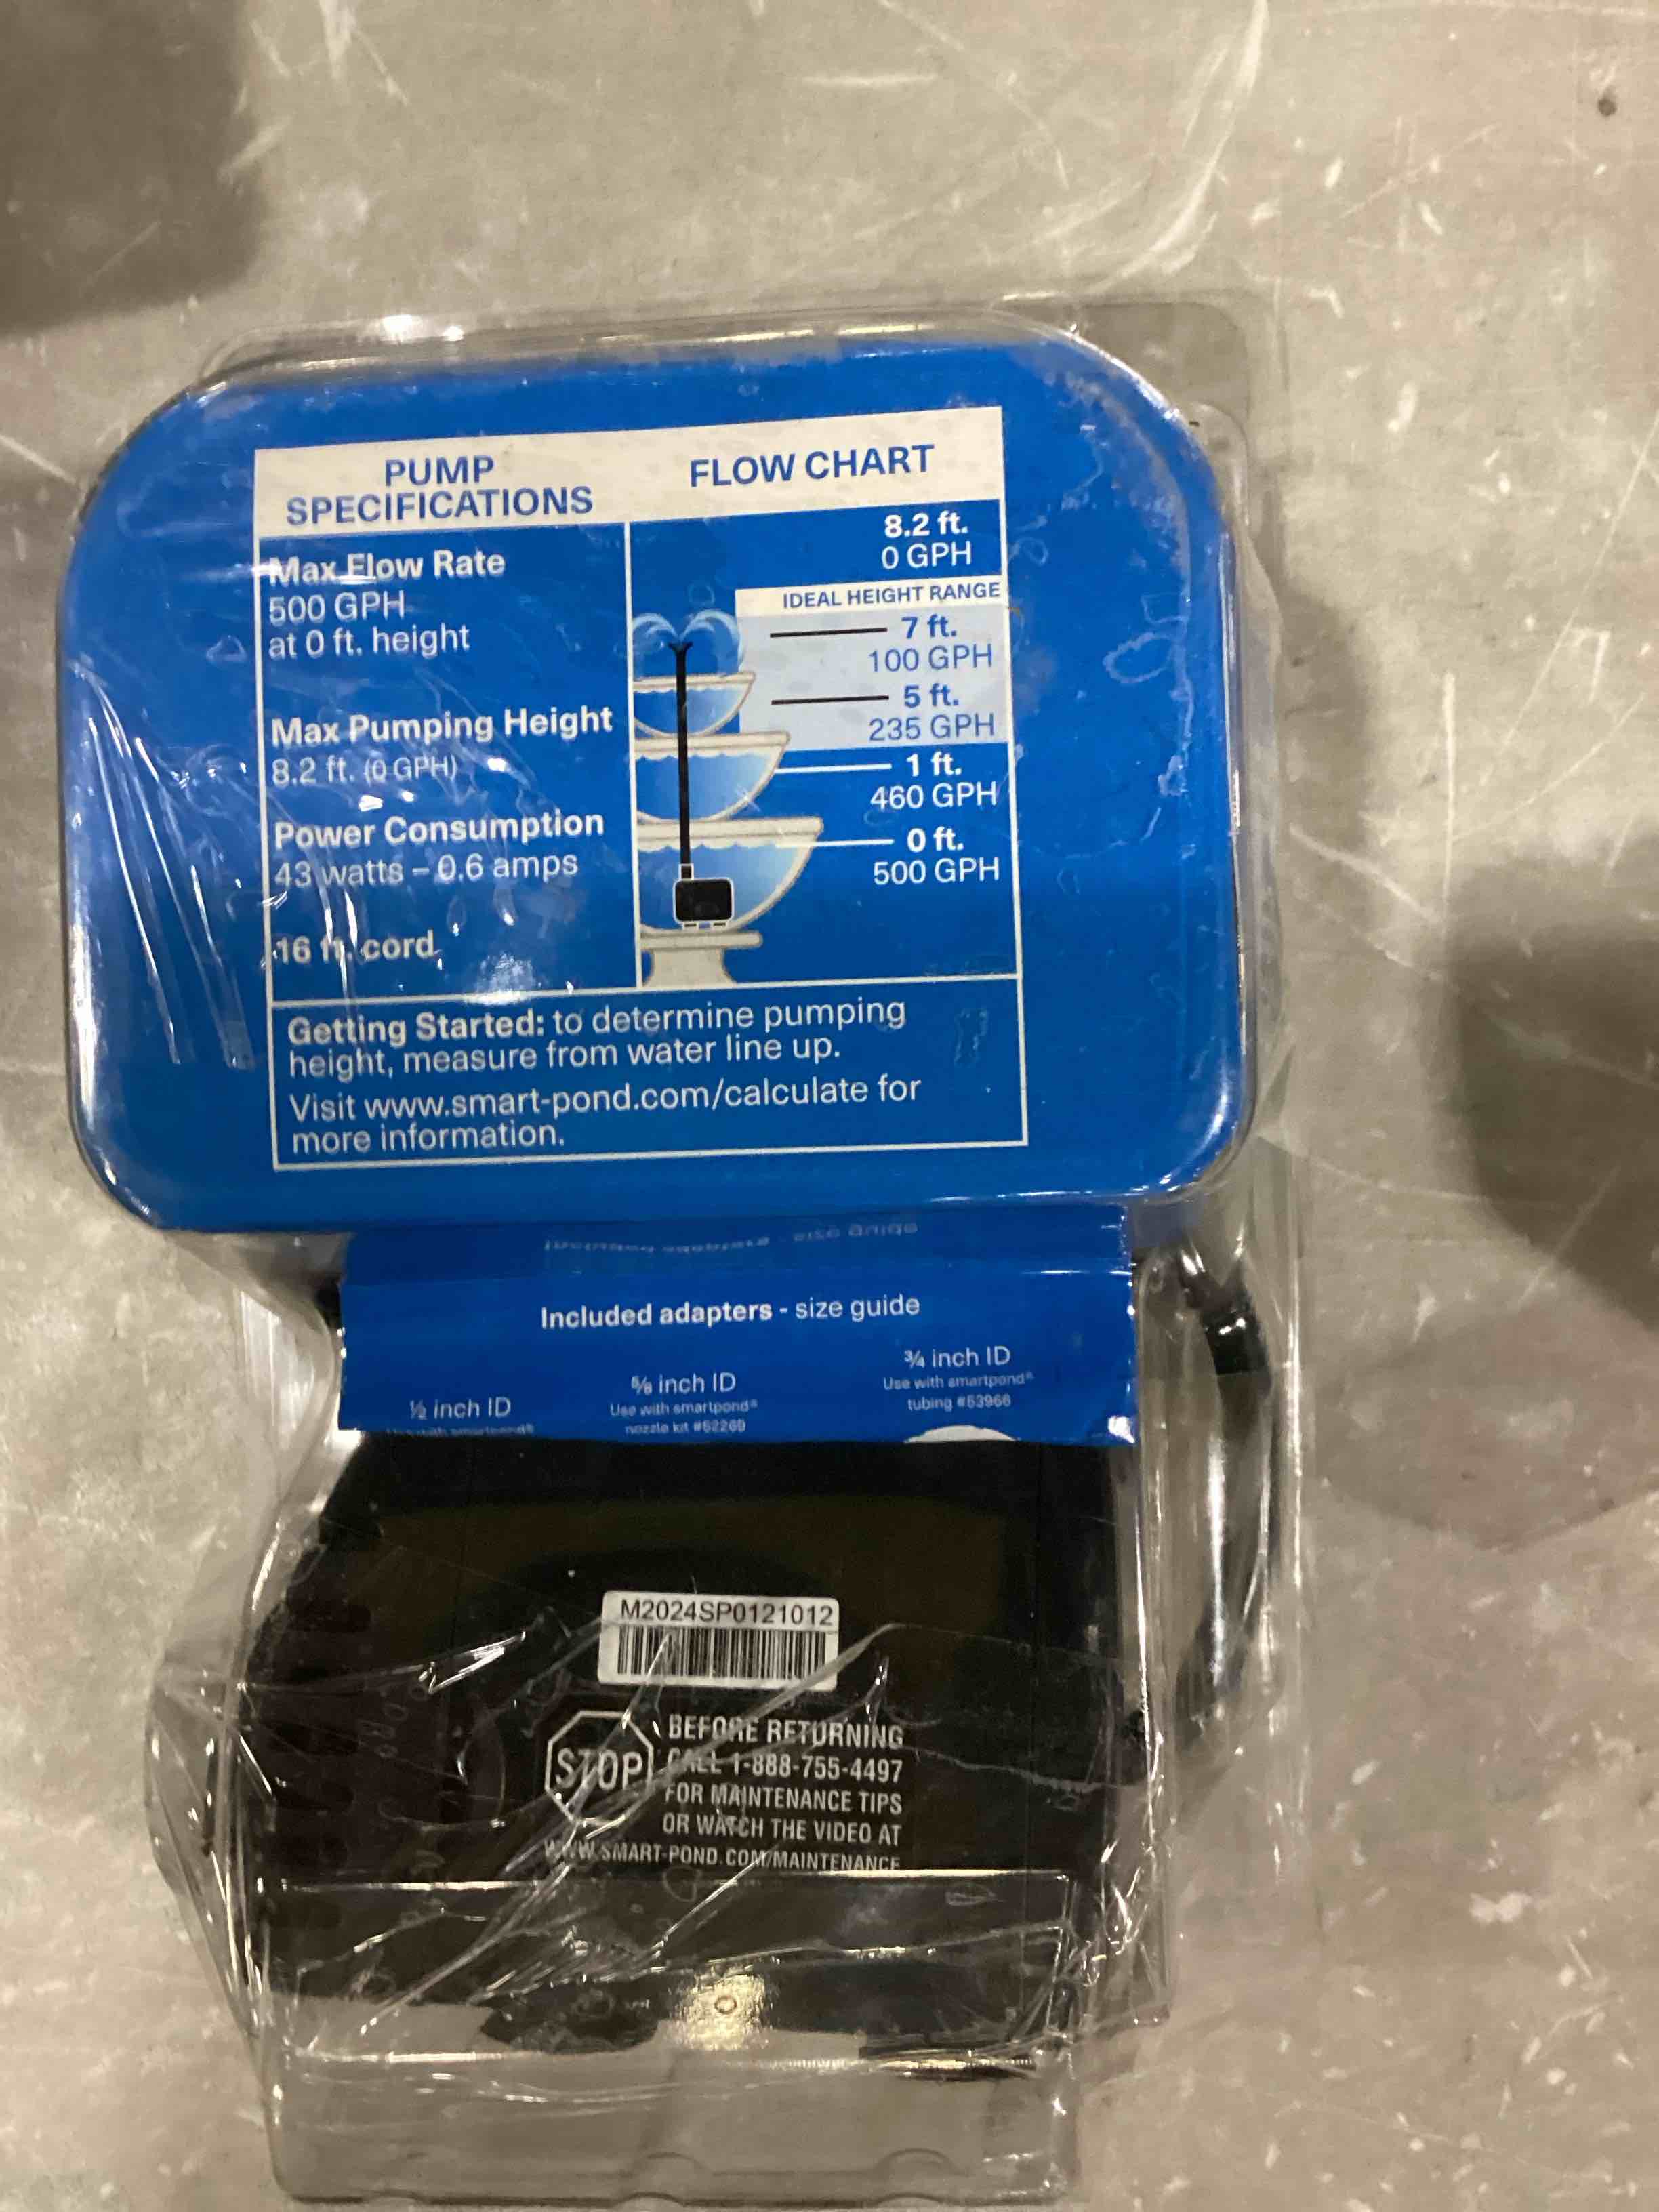 PUMP
SPECIFICATIONS
FLOW CHART
Max Flow Rate
500 GPH
at 0 ft. height
Max Pumping Height
8.2 ft. (0 GPH)
Power Consumption
43 watts – 0.6 amps
16 ft. cord
8.2 ft.
0 GPH
IDEAL HEIGHT RANGE
7 ft.
100 GPH
5 ft.
235 GPH
1 ft.
460 GPH
0 ft.
500 GPH
Getting Started: to determine pumping
height, measure from water line up.
Visit www.smart-pond.com/calculate for
more information.
Included adapters - size guide
½ inch ID
Use with smartpond®
⅝ inch ID
Use with smartpond®
nozzle kit #52269
¾ inch ID
Use with smartpond®
tubing #53966
M2024SP0121012
STOP
BEFORE RETURNING
CALL 1-888-755-4497
FOR MAINTENANCE TIPS
OR WATCH THE VIDEO AT
WWW.SMART-POND.COM/MAINTENANCE